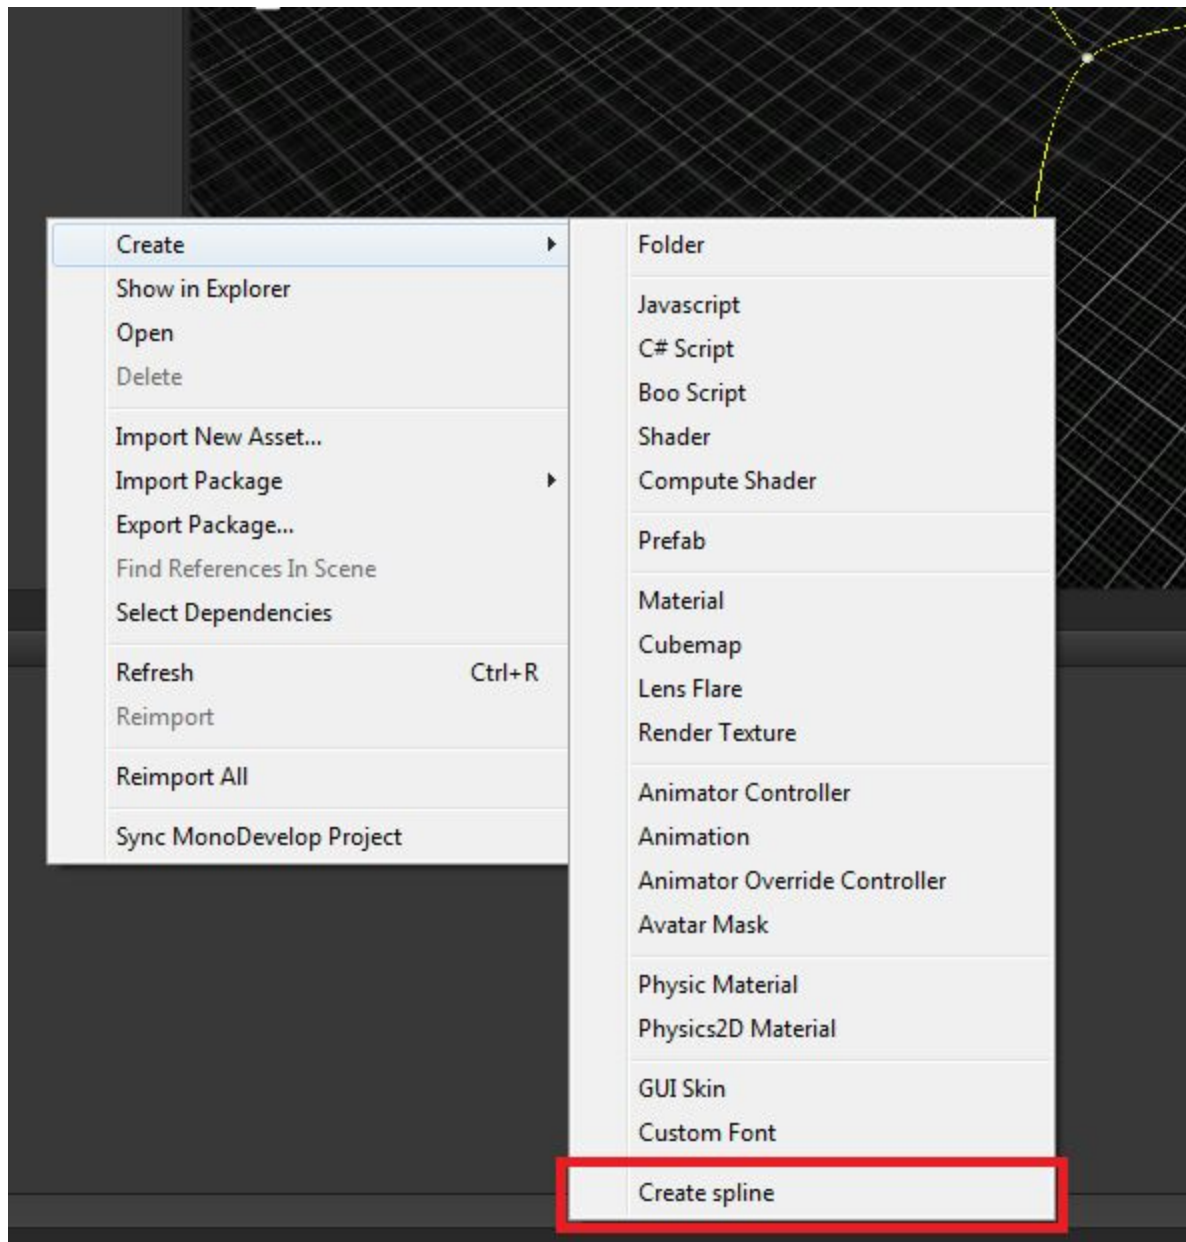 Create
Show in Explorer
Open
Delete
Import New Asset...
Import Package
Export Package...
Find References In Scene
Select Dependencies
Refresh Ctrl+R
Reimport
Reimport All
Sync MonoDevelop Project
Folder
Javascript
C# Script
Boo Script
Shader
Compute Shader
Prefab
Material
Cubemap
Lens Flare
Render Texture
Animator Controller
Animation
Animator Override Controller
Avatar Mask
Physic Material
Physics2D Material
GUI Skin
Custom Font
Create spline